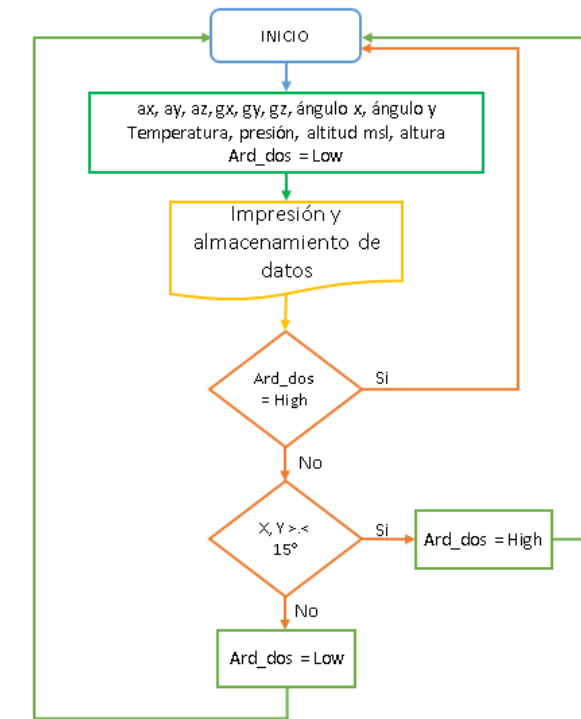 INICIO
ax, ay, az, gx, gy, gz, ángulo x, ángulo y
Temperatura, presión, altitud msl, altura
Ard_dos = Low
Impresión y
almacenamiento de
datos
Ard_dos
= High
Si
No
X, Y >.<
15°
Si
Ard_dos = High
No
Ard_dos = Low